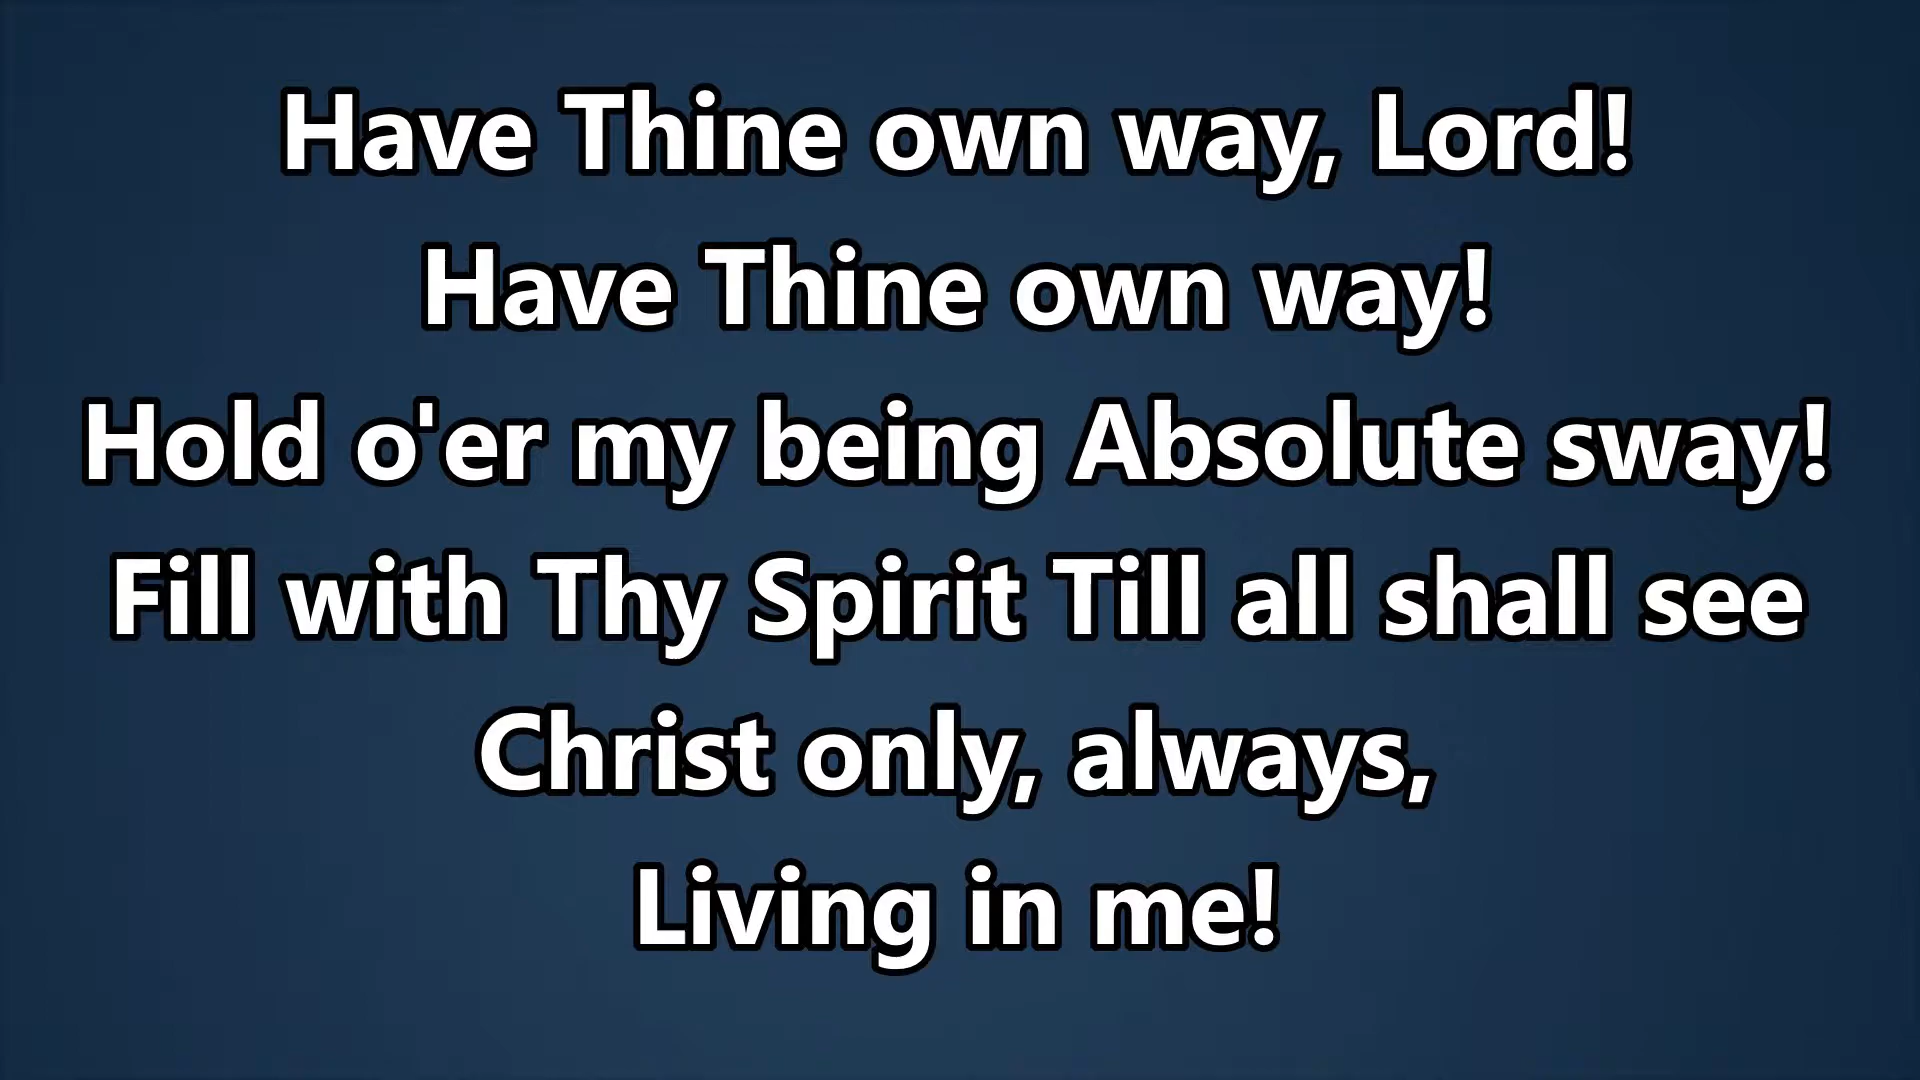 Have Thine own way, Lord!
Have Thine own way!
Hold o'er my being Absolute sway!
Fill with Thy Spirit Till all shall see
Christ only, always,
Living in me!